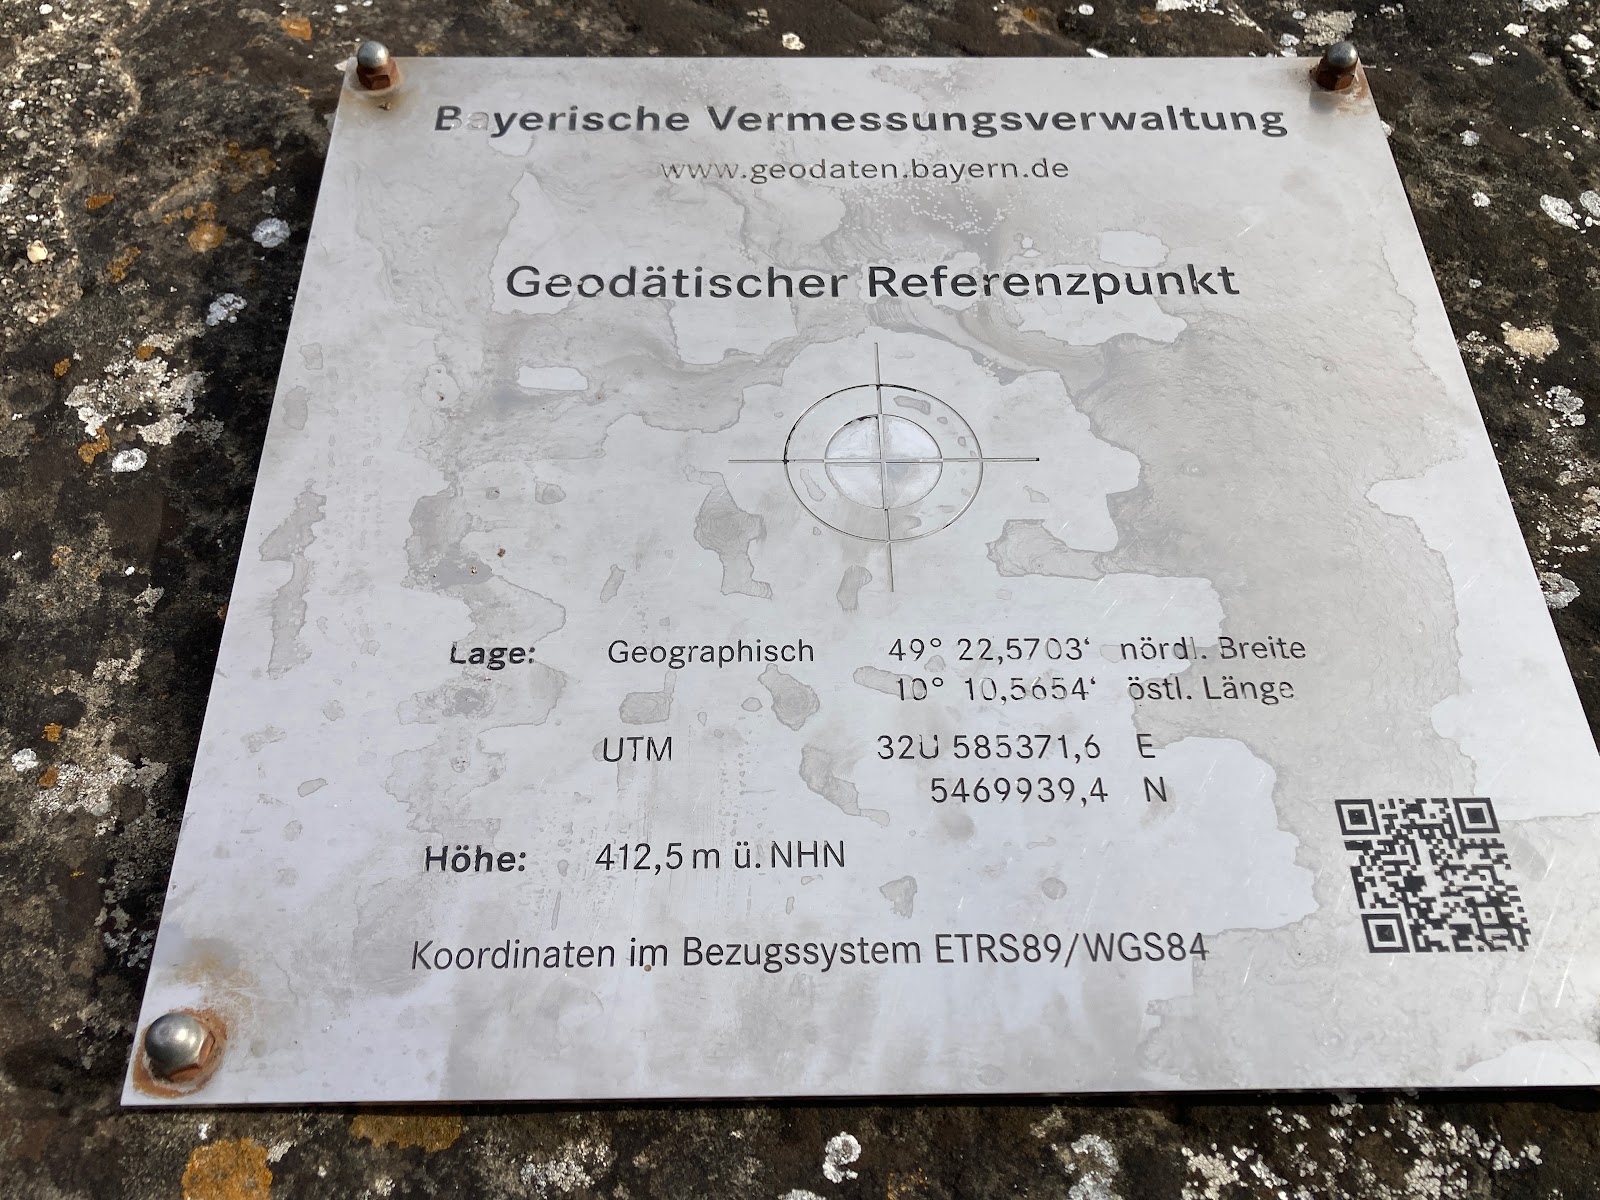 Bayerische Vermessungsverwaltung
www.geodaten.bayern.de
Geodätischer Referenzpunkt
Lage: Geographisch 49° 22,5703‘ nördl. Breite
10° 10,5654‘ östl. Länge
UTM 32U 585371,6 E
5469939,4 N
Höhe: 412,5 m ü. NHN
Koordinaten im Bezugssystem ETRS89/WGS84